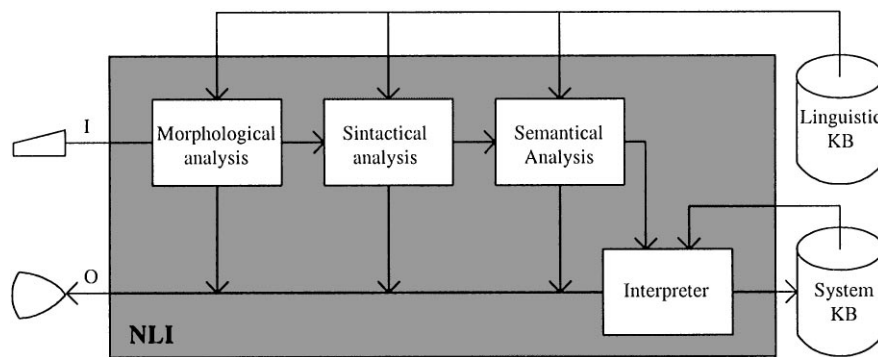 I
Morphological
analysis
Sintactical
analysis
Semantical
Analysis
Linguistic
KB
O
Interpreter
System
KB
NLI